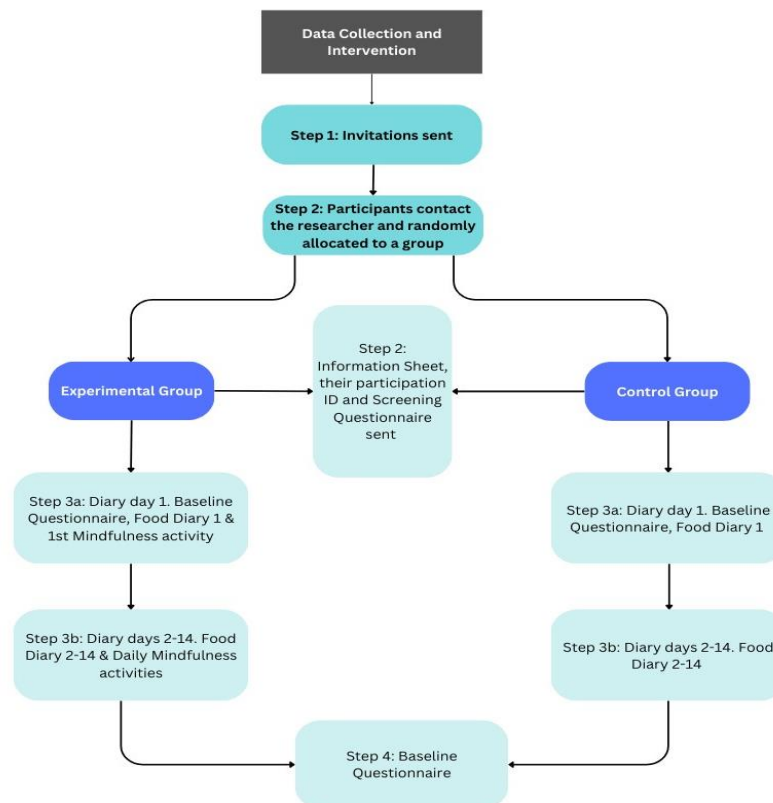 Data Collection and
Intervention
Step 1: Invitations sent
Step 2: Participants contact
the researcher and randomly
allocated to a group
Step 2:
Information Sheet,
their participation
ID and Screening
Questionnaire
sent
Experimental Group
Control Group
Step 3a: Diary day 1. Baseline
Questionnaire, Food Diary 1 &
1st Mindfulness activity
Step 3a: Diary day 1. Baseline
Questionnaire, Food Diary 1
Step 3b: Diary days 2-14. Food
Diary 2-14 & Daily Mindfulness
activities
Step 3b: Diary days 2-14. Food
Diary 2-14
Step 4: Baseline
Questionnaire